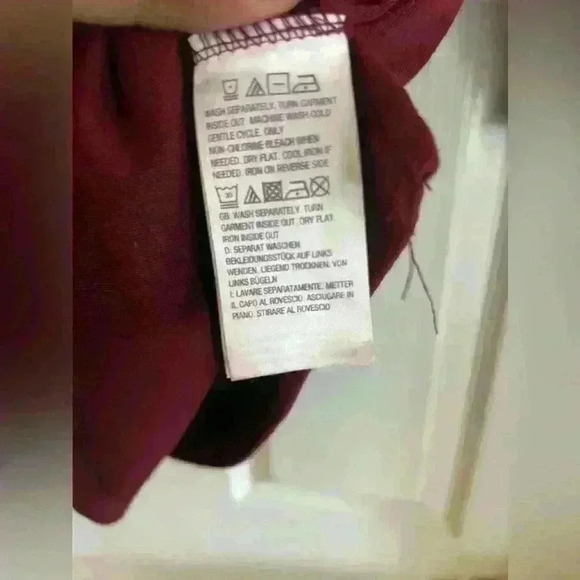 WASH SEPARATELY. TURN GARMENT
INSIDE OUT. MACHINE WASH COLD
GENTLE CYCLE. ONLY
NON-CHLORINE BLEACH WHEN
NEEDED. DRY FLAT. COOL IRON IF
NEEDED. IRON ON REVERSE SIDE
30
GB: WASH SEPARATELY. TURN
GARMENT INSIDE OUT. DRY FLAT.
IRON INSIDE OUT
D: SEPARAT WASCHEN.
BEKLEIDUNGSSTÜCK AUF LINKS
WENDEN. LIEGEND TROCKNEN. VON
LINKS BÜGELN
I: LAVARE SEPARATAMENTE. METTER
IL CAPO AL ROVESCIO. ASCIUGARE IN
PIANO. STIRARE AL ROVESCIO